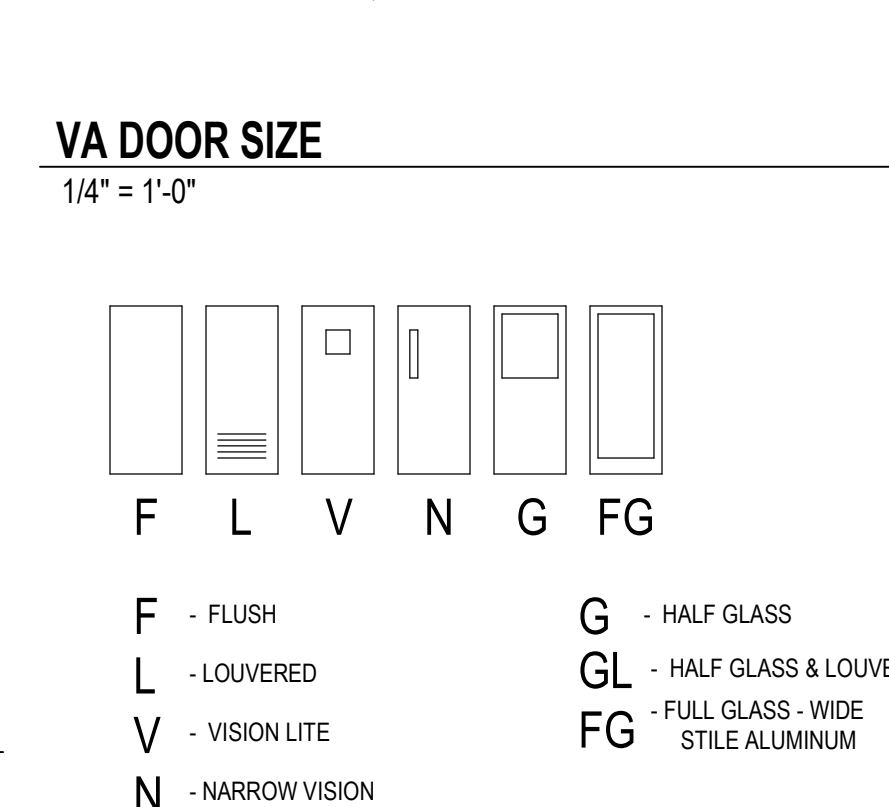 VA DOOR SIZE
1/4" = 1'-0"
F L V N G FG
F - FLUSH
L - LOUVERED
V - VISION LITE
N - NARROW VISION
G - HALF GLASS
GL - HALF GLASS & LOUVE
FG - FULL GLASS - WIDE
STILE ALUMINUM